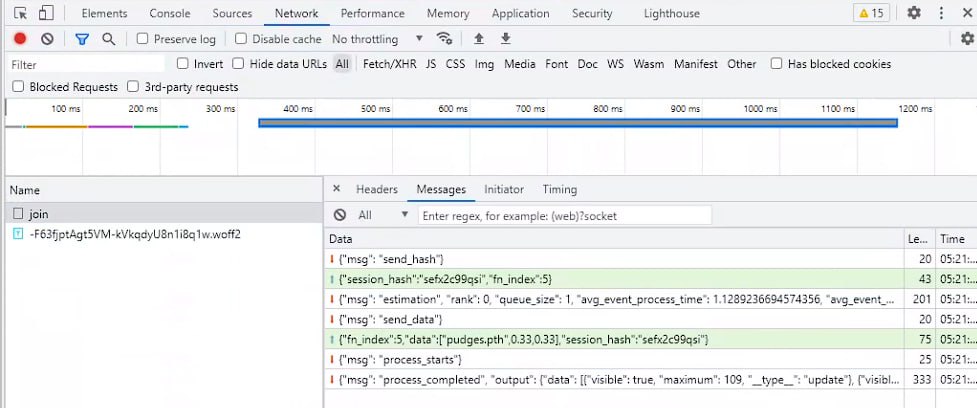 Elements Console Sources Network Performance Memory Application Security Lighthouse 15
Preserve log Disable cache No throttling
Filter Invert Hide data URLs All Fetch/XHR JS CSS Img Media Font Doc WS Wasm Manifest Other Has blocked cookies
Blocked Requests 3rd-party requests
100 ms 200 ms 300 ms 400 ms 500 ms 600 ms 700 ms 800 ms 900 ms 1000 ms 1100 ms 1200 ms
Name × Headers Messages Initiator Timing
join All Enter regex, for example: (web)?socket
-F63fjptAgt5VM-kVkqdyU8n1i8q1w.woff2
Data Le... Time
{"msg": "send_hash"} 20 05:21:...
{"session_hash":"sefx2c99qsi","fn_index":5} 43 05:21:...
{"msg": "estimation", "rank": 0, "queue_size": 1, "avg_event_process_time": 1.1289236694574356, "avg_event_... 201 05:21:...
{"msg": "send_data"} 20 05:21:...
{"fn_index":5,"data":["pudges.pth",0.33,0.33],"session_hash":"sefx2c99qsi"} 75 05:21:...
{"msg": "process_starts"} 25 05:21:...
{"msg": "process_completed", "output": {"data": [{"visible": true, "maximum": 109, "__type__": "update"}, {"visibl... 333 05:21:...